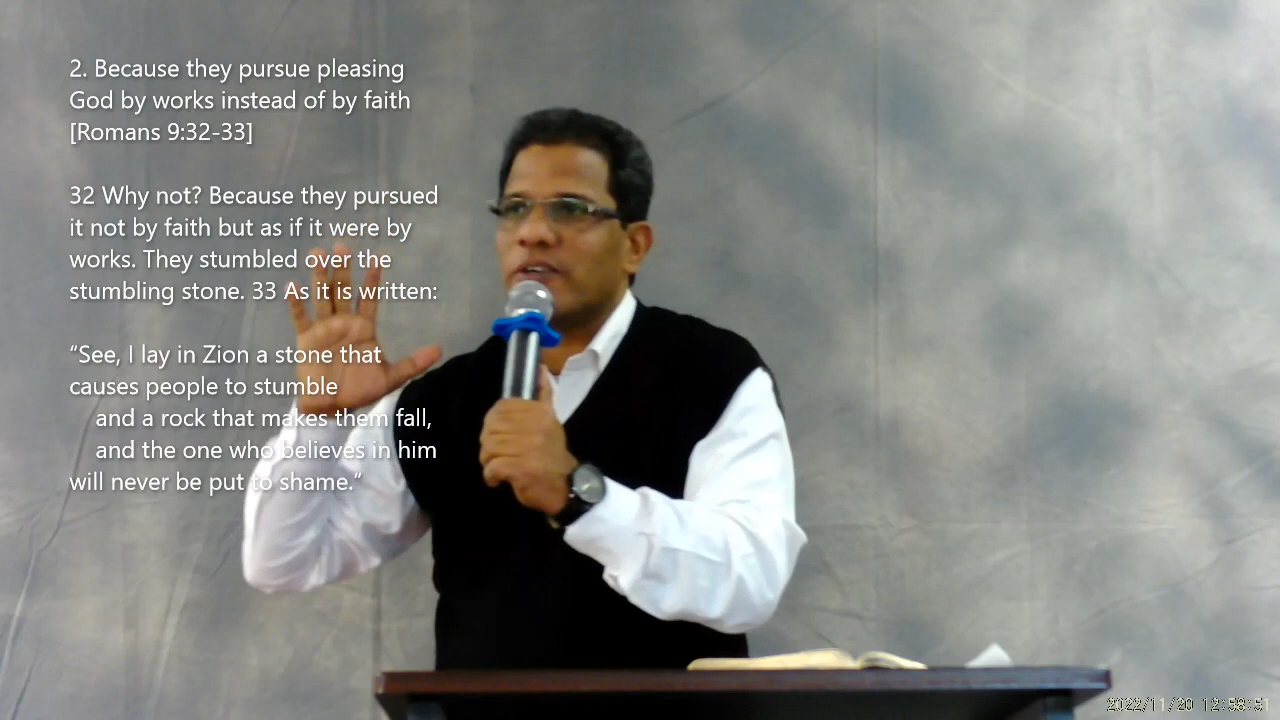 2. Because they pursue pleasing
God by works instead of by faith
[Romans 9:32-33]
32 Why not? Because they pursued
it not by faith but as if it were by
works. They stumbled over the
stumbling stone. 33 As it is written:
“See, I lay in Zion a stone that
causes people to stumble
and a rock that makes them fall,
and the one who believes in him
will never be put to shame.”
2022/11/20 12:58:51